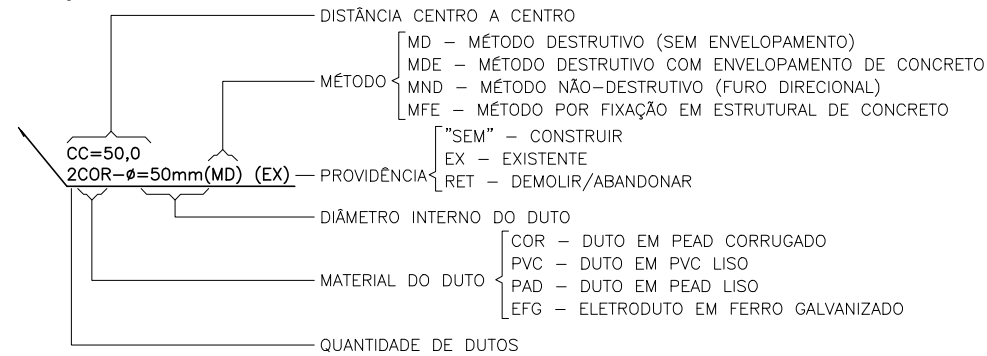 DISTÂNCIA CENTRO A CENTRO
MD – MÉTODO DESTRUTIVO (SEM ENVELOPAMENTO)
MDE – MÉTODO DESTRUTIVO COM ENVELOPAMENTO DE CONCRETO
MÉTODO
MND – MÉTODO NÃO-DESTRUTIVO (FURO DIRECIONAL)
MFE – MÉTODO POR FIXAÇÃO EM ESTRUTURAL DE CONCRETO
"SEM" – CONSTRUIR
CC=50,0
EX – EXISTENTE
2COR-ø=50mm(MD) (EX)
PROVIDÊNCIA
RET – DEMOLIR/ABANDONAR
DIÂMETRO INTERNO DO DUTO
COR – DUTO EM PEAD CORRUGADO
PVC – DUTO EM PVC LISO
MATERIAL DO DUTO
PAD – DUTO EM PEAD LISO
EFG – ELETRODUTO EM FERRO GALVANIZADO
QUANTIDADE DE DUTOS